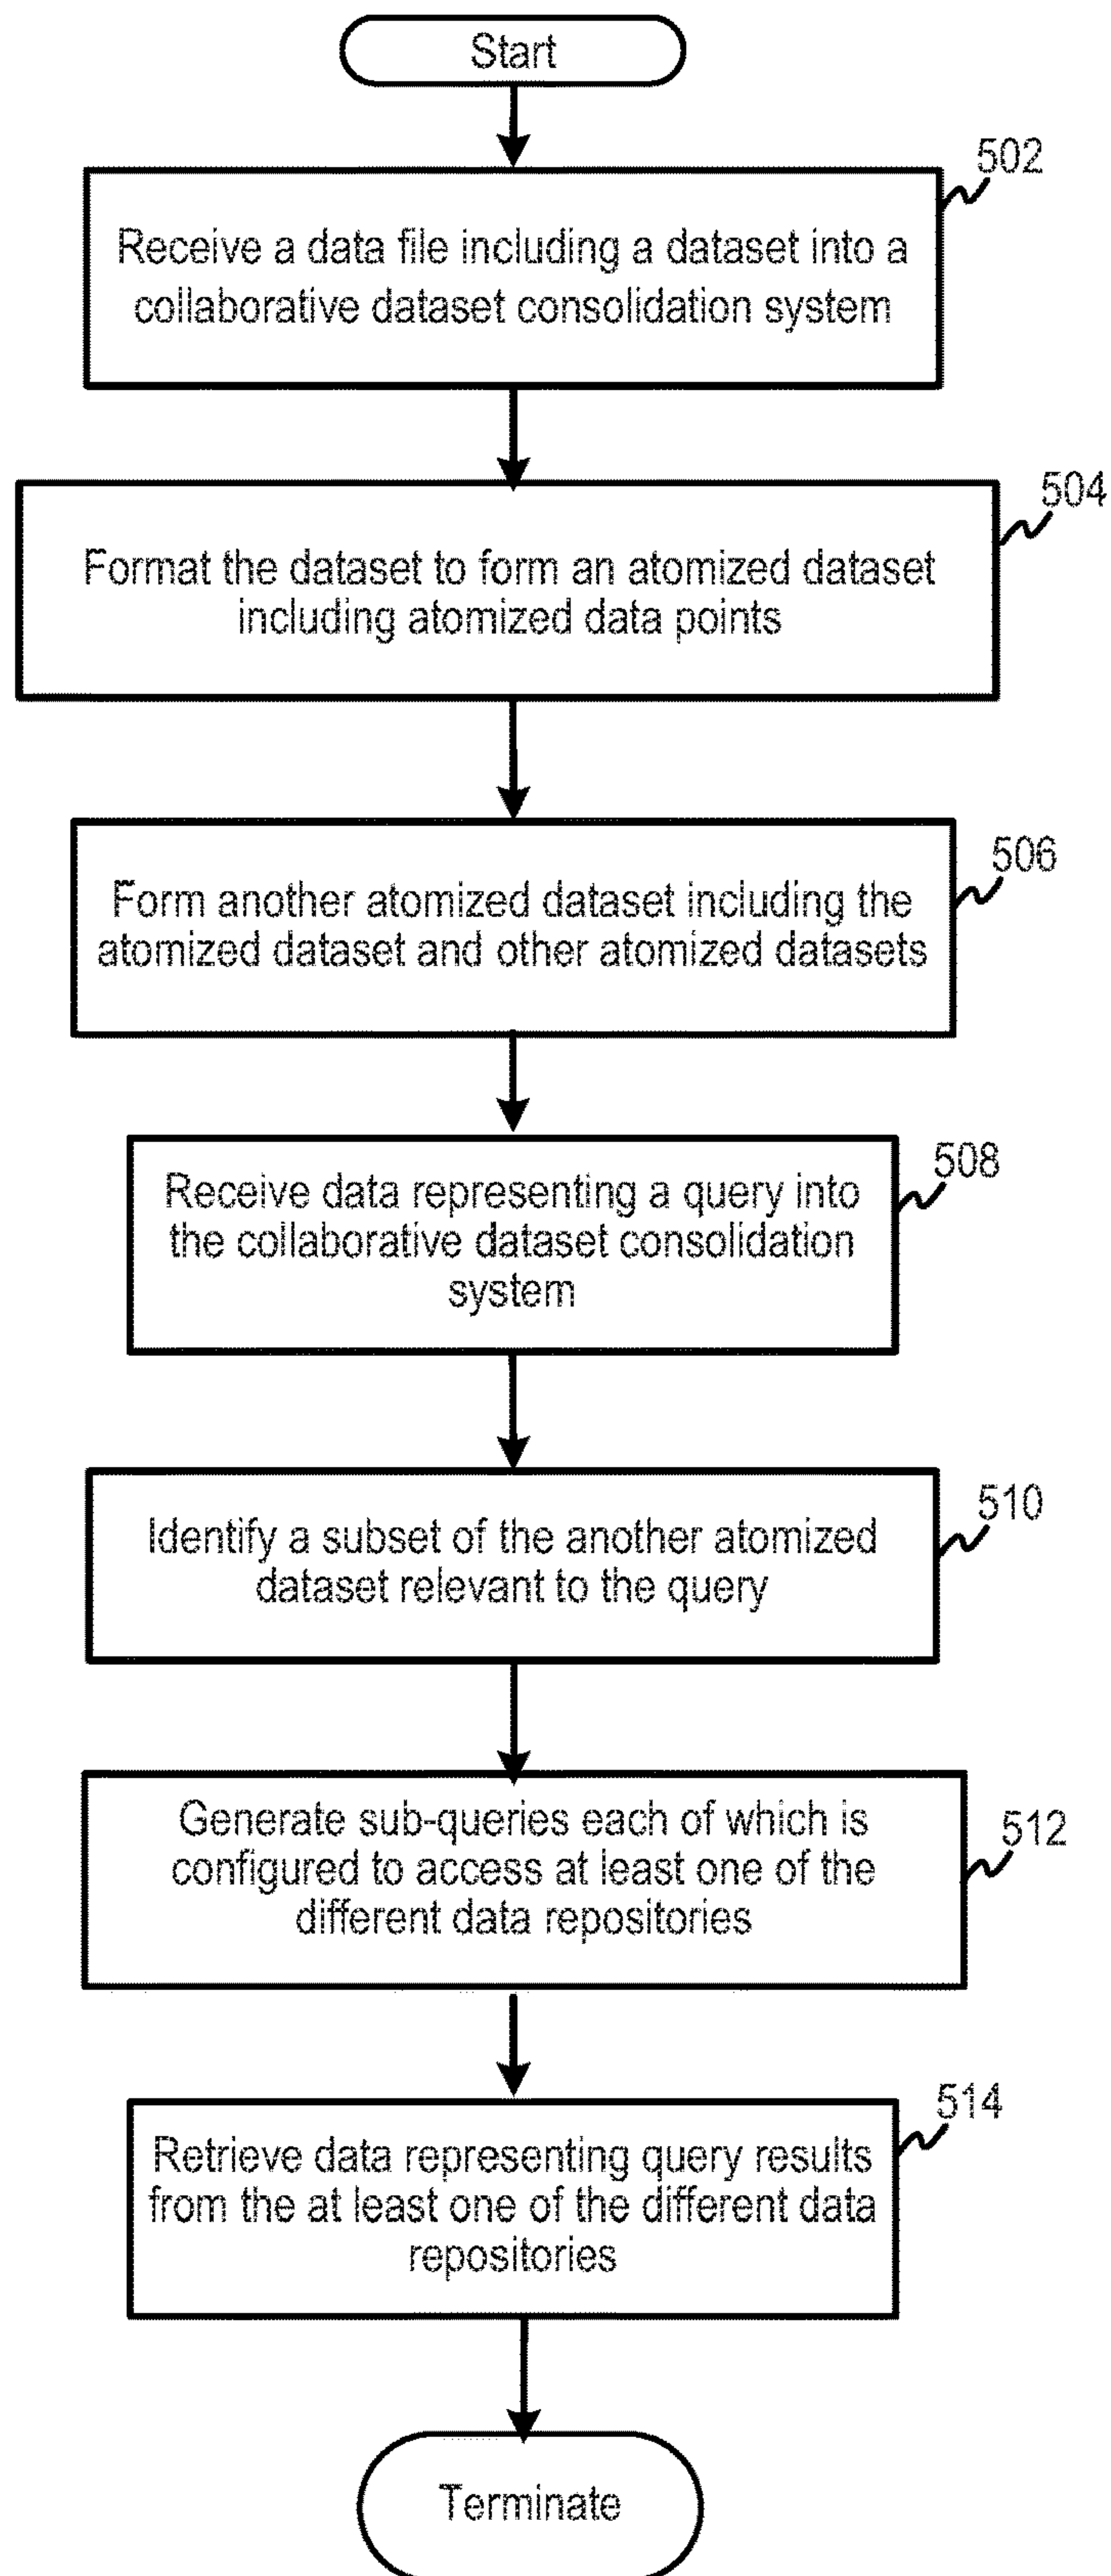 Start
502
Receive a data file including a dataset into a
collaborative dataset consolidation system
504
Format the dataset to form an atomized dataset
including atomized data points
506
Form another atomized dataset including the
atomized dataset and other atomized datasets
508
Receive data representing a query into
the collaborative dataset consolidation
system
510
Identify a subset of the another atomized
dataset relevant to the query
512
Generate sub-queries each of which is
configured to access at least one of the
different data repositories
514
Retrieve data representing query results
from the at least one of the different data
repositories
Terminate